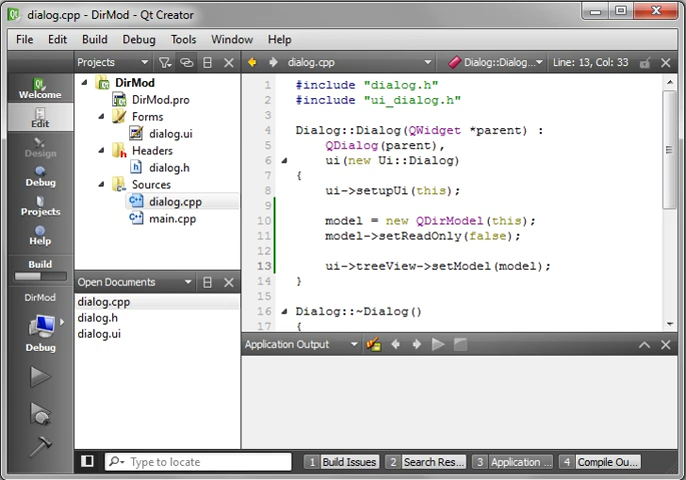 dialog.cpp - DirMod - Qt Creator
File Edit Build Debug Tools Window Help
Projects
dialog.cpp
Dialog::Dialog...
Line: 13, Col: 33
Welcome
Edit
Design
Debug
Projects
Help
Build
DirMod
Debug
DirMod
DirMod.pro
Forms
dialog.ui
Headers
dialog.h
Sources
dialog.cpp
main.cpp
Open Documents
dialog.cpp
dialog.h
dialog.ui
1 #include "dialog.h"
2 #include "ui_dialog.h"
3
4 Dialog::Dialog(QWidget *parent) :
5 QDialog(parent),
6 ui(new Ui::Dialog)
7 {
8 ui->setupUi(this);
9
10 model = new QDirModel(this);
11 model->setReadOnly(false);
12
13 ui->treeView->setModel(model);
14 }
15
16 Dialog::~Dialog()
17 {
Application Output
Type to locate
1 Build Issues
2 Search Res...
3 Application ...
4 Compile Ou...